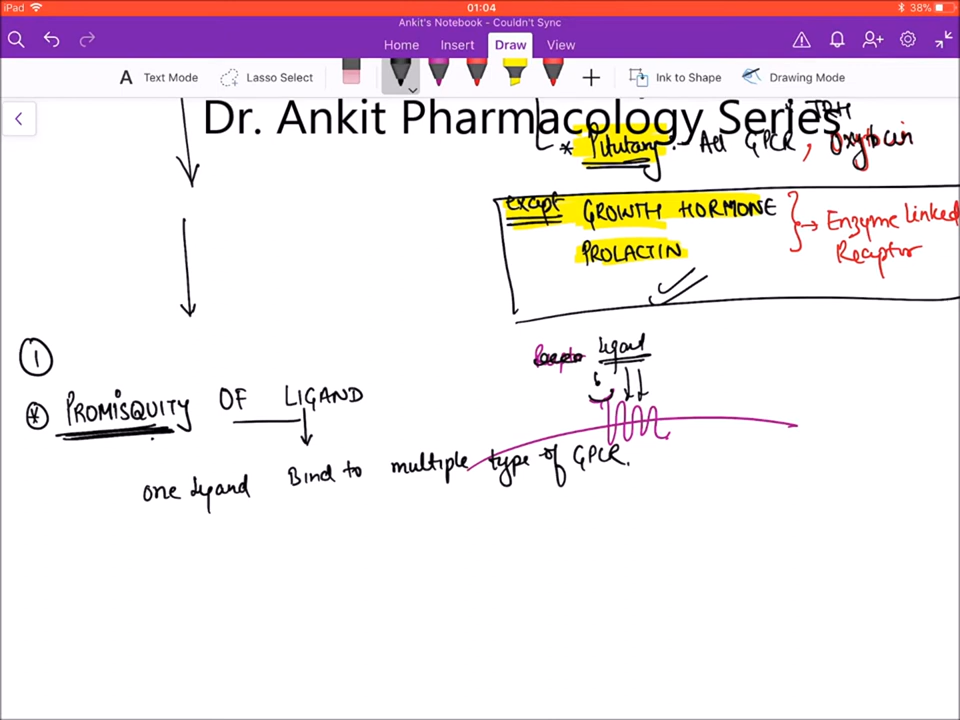 iPad 01:04 38%
Ankit's Notebook - Couldn't Sync
Home Insert Draw View
A Text Mode Lasso Select Ink to Shape Drawing Mode
Dr. Ankit Pharmacology Series
TRH
* Pitutary :- All GPCR, Oxytocin
except GROWTH HORMONE
PROLACTIN
→ Enzyme Linked
Receptor
1
Ligand
* PROMISQUITY OF LIGAND
one Ligand Bind to multiple type of GPCR.